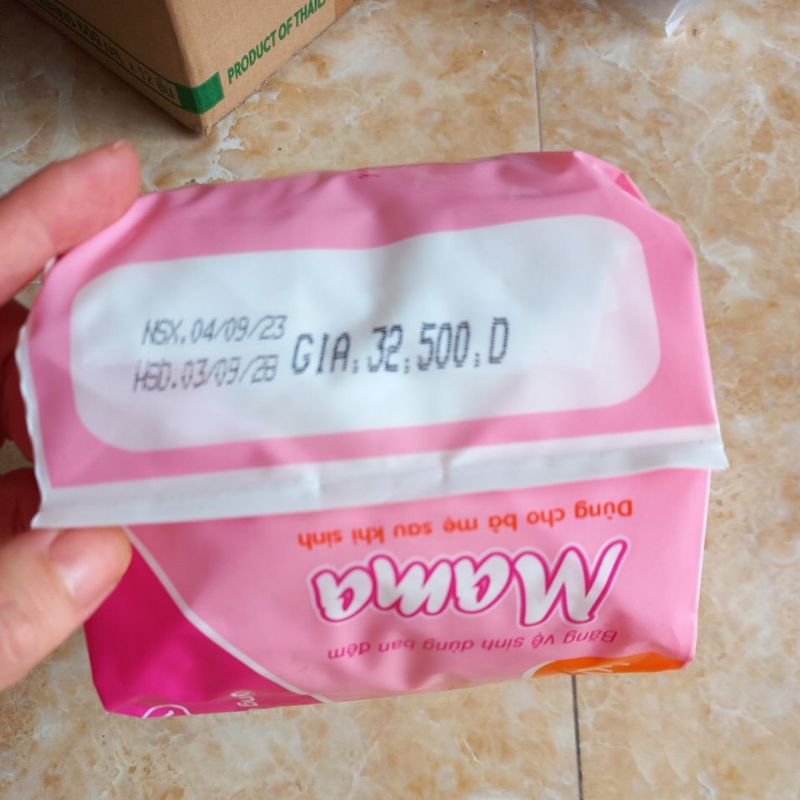 PRODUCT OF THAIL
NSX.04/09/23
HSD.03/09/28
GIA.32.500.D
Băng vệ sinh dùng ban đêm
Mama
Dùng cho bà mẹ sau khi sinh